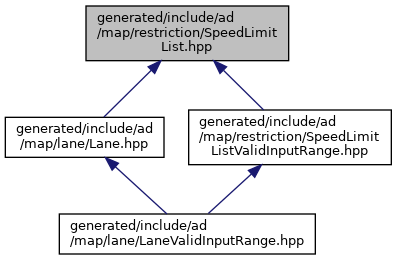 generated/include/ad
/map/restriction/SpeedLimit
List.hpp
generated/include/ad
/map/lane/Lane.hpp
generated/include/ad
/map/restriction/SpeedLimit
ListValidInputRange.hpp
generated/include/ad
/map/lane/LaneValidInputRange.hpp